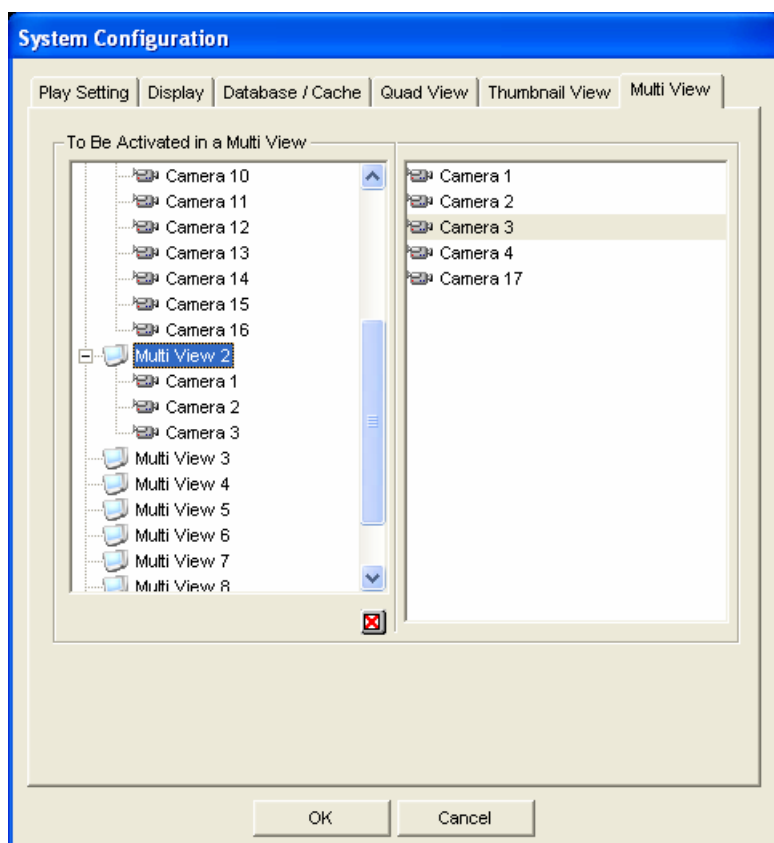 System Configuration
Play Setting Display Database / Cache Quad View Thumbnail View Multi View
To Be Activated in a Multi View
Camera 10
Camera 11
Camera 12
Camera 13
Camera 14
Camera 15
Camera 16
Multi View 2
Camera 1
Camera 2
Camera 3
Multi View 3
Multi View 4
Multi View 5
Multi View 6
Multi View 7
Multi View 8
Camera 1
Camera 2
Camera 3
Camera 4
Camera 17
OK Cancel